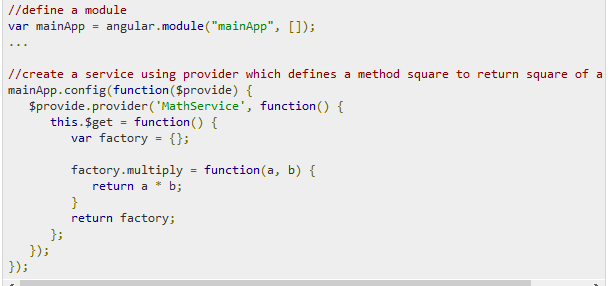 //define a module
var mainApp = angular.module("mainApp", []);
...
//create a service using provider which defines a method square to return square of a
mainApp.config(function($provide) {
$provide.provider('MathService', function() {
this.$get = function() {
var factory = {};
factory.multiply = function(a, b) {
return a * b;
}
return factory;
};
});
});